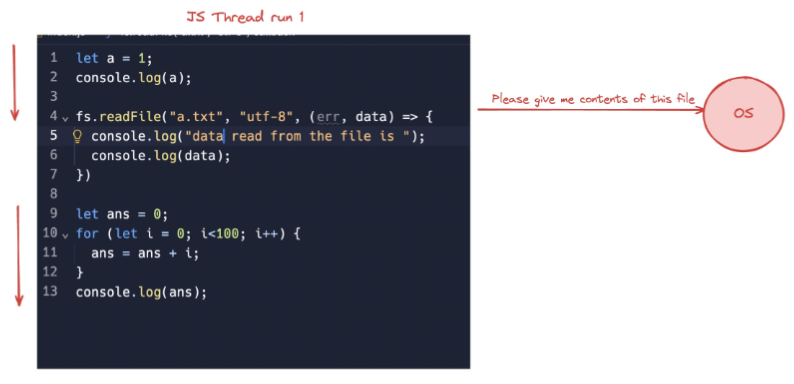 JS Thread run 1
1 let a = 1;
2 console.log(a);
3
4 fs.readFile("a.txt", "utf-8", (err, data) => {
5 console.log("data read from the file is ");
6 console.log(data);
7 })
8
9 let ans = 0;
10 for (let i = 0; i<100; i++) {
11 ans = ans + i;
12 }
13 console.log(ans);
Please give me contents of this file
OS